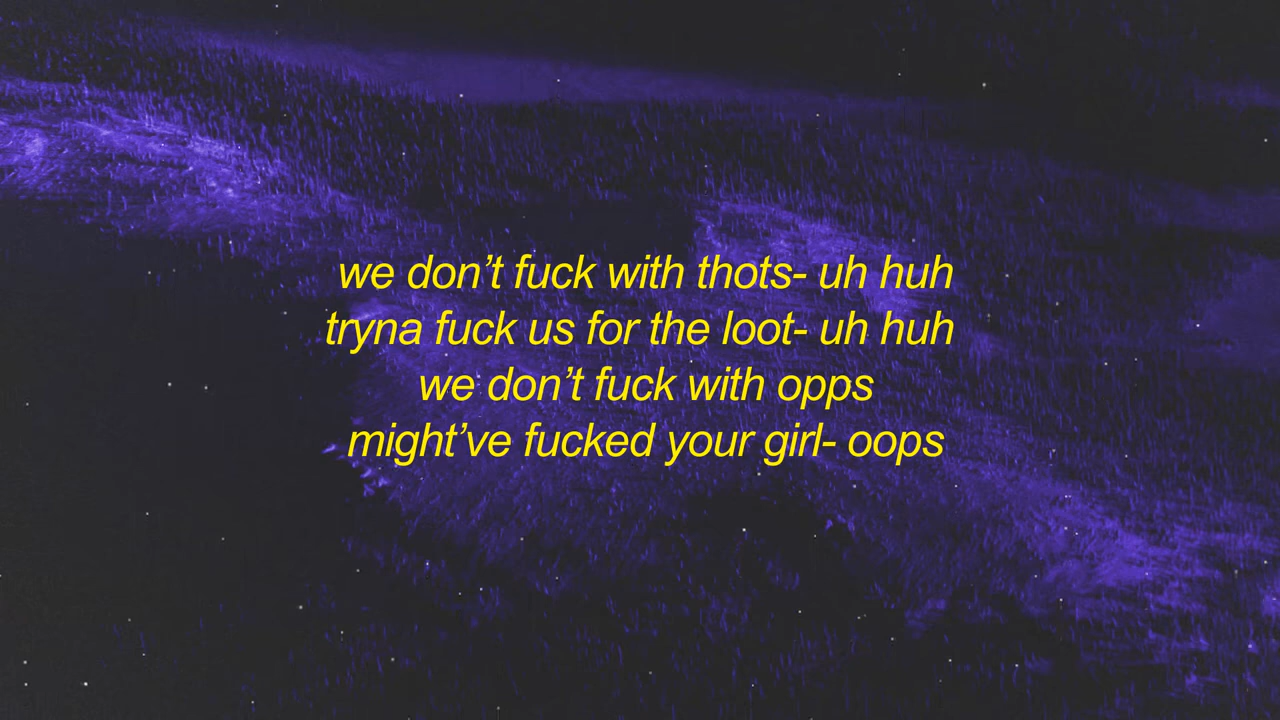 we don’t fuck with thots- uh huh
tryna fuck us for the loot- uh huh
we don’t fuck with opps
might’ve fucked your girl- oops